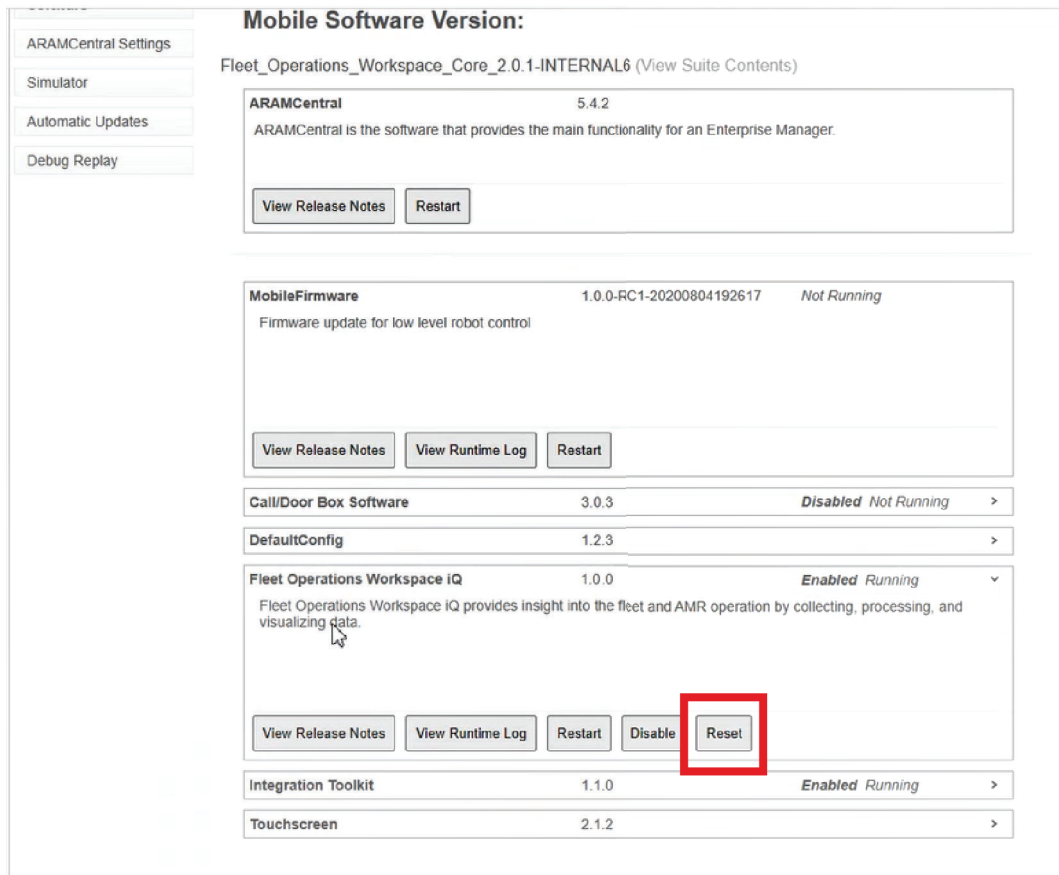 Mobile Software Version:
ARAMCentral Settings
Simulator
Automatic Updates
Debug Replay
Fleet_Operations_Workspace_Core_2.0.1-INTERNAL6 (View Suite Contents)
ARAMCentral 5.4.2
ARAMCentral is the software that provides the main functionality for an Enterprise Manager.
View Release Notes Restart
MobileFirmware 1.0.0-RC1-20200804192617 Not Running
Firmware update for low level robot control
View Release Notes View Runtime Log Restart
Call/Door Box Software 3.0.3 Disabled Not Running >
DefaultConfig 1.2.3 >
Fleet Operations Workspace iQ 1.0.0 Enabled Running
Fleet Operations Workspace iQ provides insight into the fleet and AMR operation by collecting, processing, and
visualizing data.
View Release Notes View Runtime Log Restart Disable Reset
Integration Toolkit 1.1.0 Enabled Running >
Touchscreen 2.1.2 >